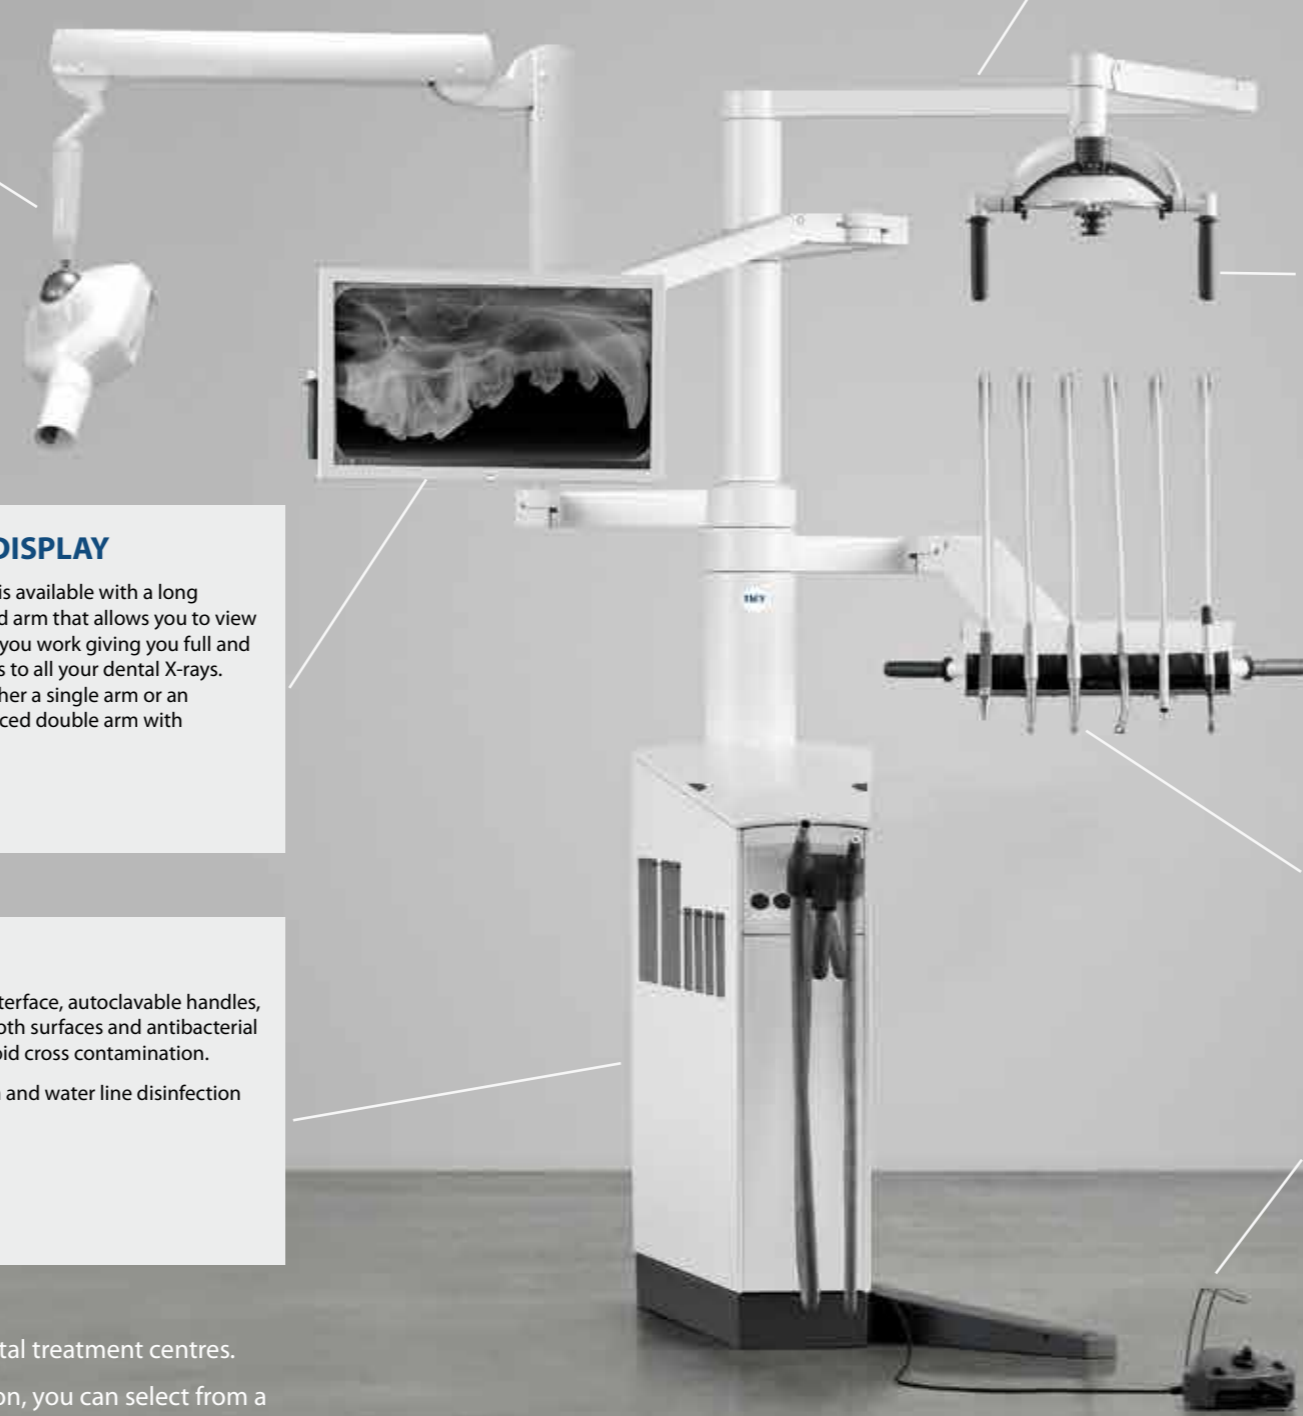 DISPLAY
is available with a long
d arm that allows you to view
you work giving you full and
s to all your dental X-rays.
her a single arm or an
ced double arm with
terface, autoclavable handles,
oth surfaces and antibacterial
oid cross contamination.
and water line disinfection
tal treatment centres.
on, you can select from a